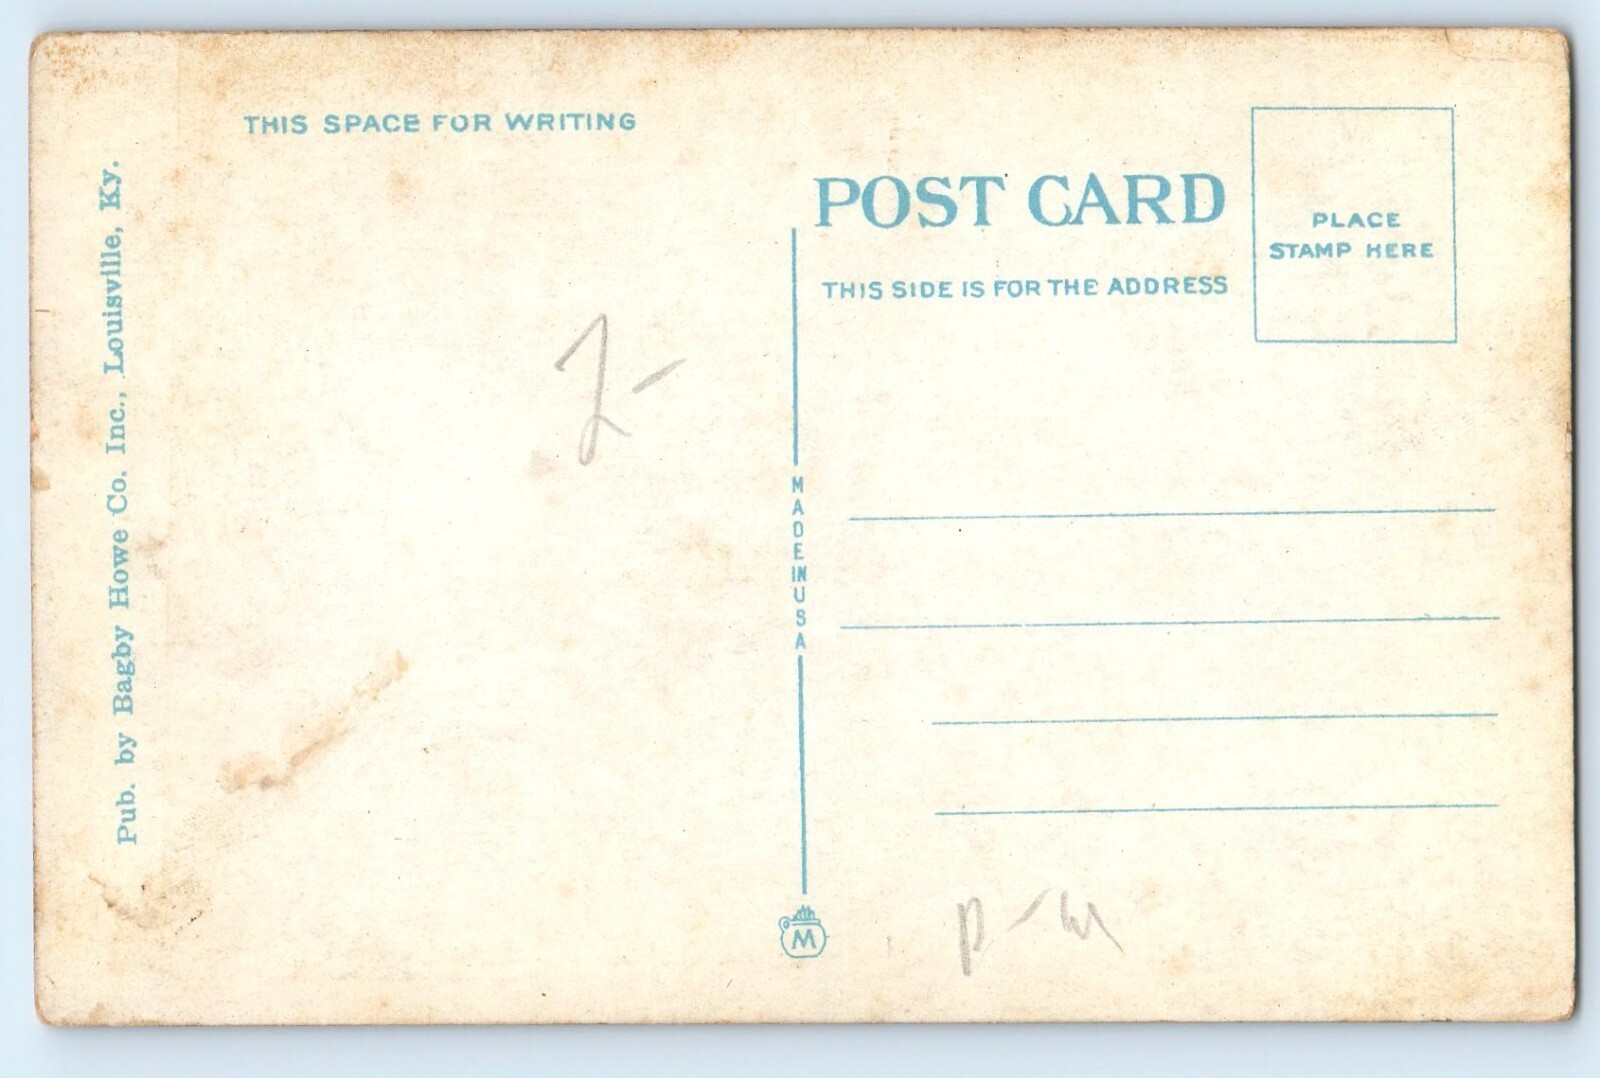 THIS SPACE FOR WRITING
POST CARD
PLACE
STAMP HERE
THIS SIDE IS FOR THE ADDRESS
Pub. by Bagby Howe Co. Inc., Louisville, Ky.
MADE IN USA
M